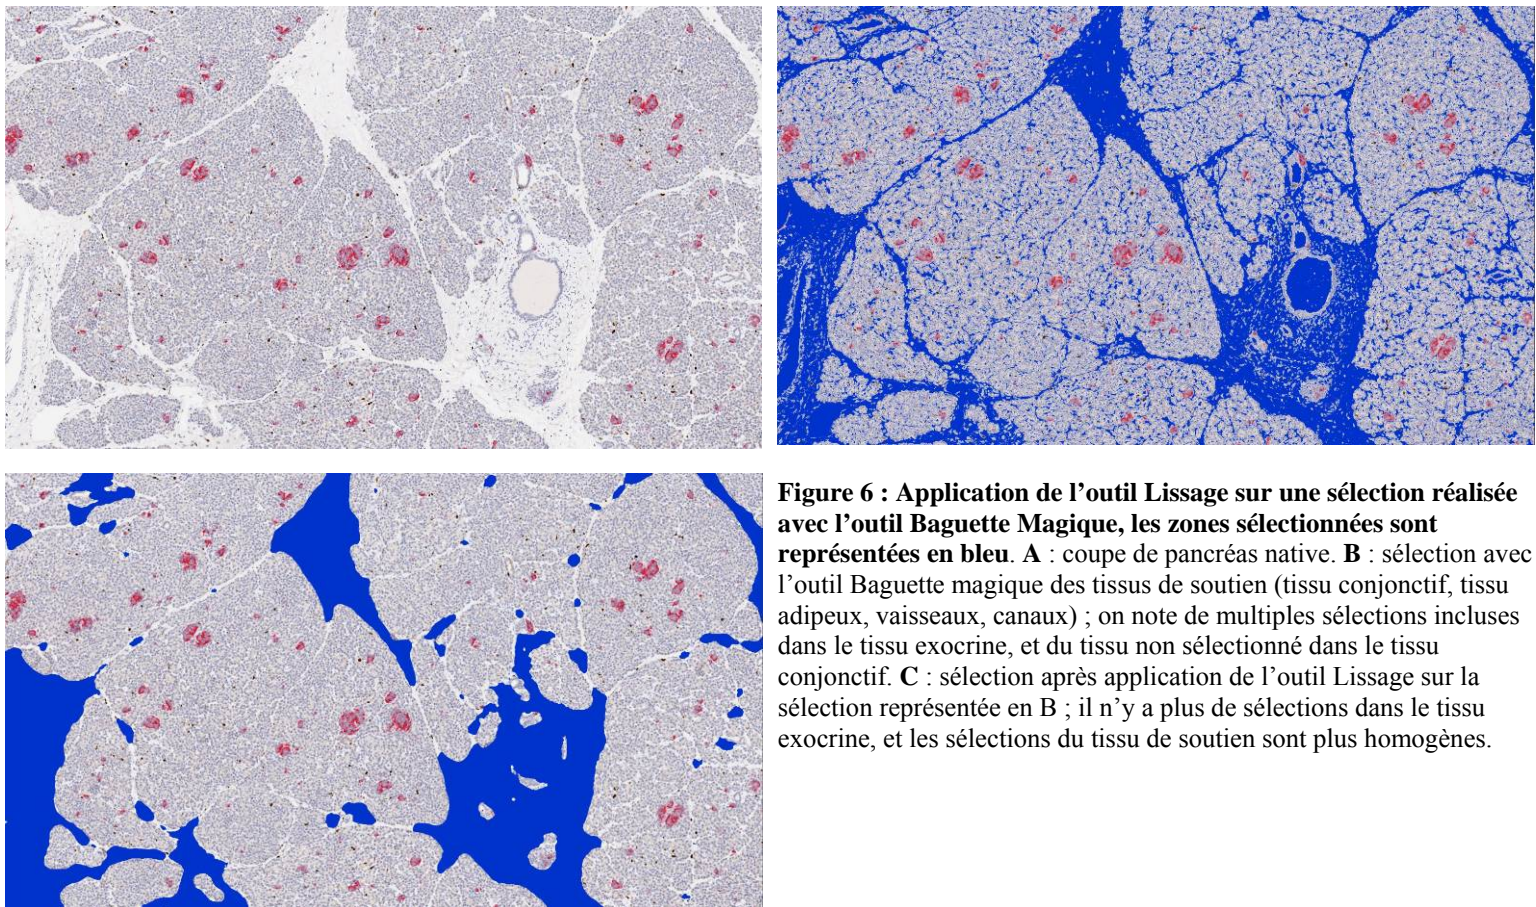 Figure 6 : Application de l’outil Lissage sur une sélection réalisée
avec l’outil Baguette Magique, les zones sélectionnées sont
représentées en bleu. A : coupe de pancréas native. B : sélection avec
l’outil Baguette magique des tissus de soutien (tissu conjonctif, tissu
adipeux, vaisseaux, canaux) ; on note de multiples sélections incluses
dans le tissu exocrine, et du tissu non sélectionné dans le tissu
conjonctif. C : sélection après application de l’outil Lissage sur la
sélection représentée en B ; il n’y a plus de sélections dans le tissu
exocrine, et les sélections du tissu de soutien sont plus homogènes.